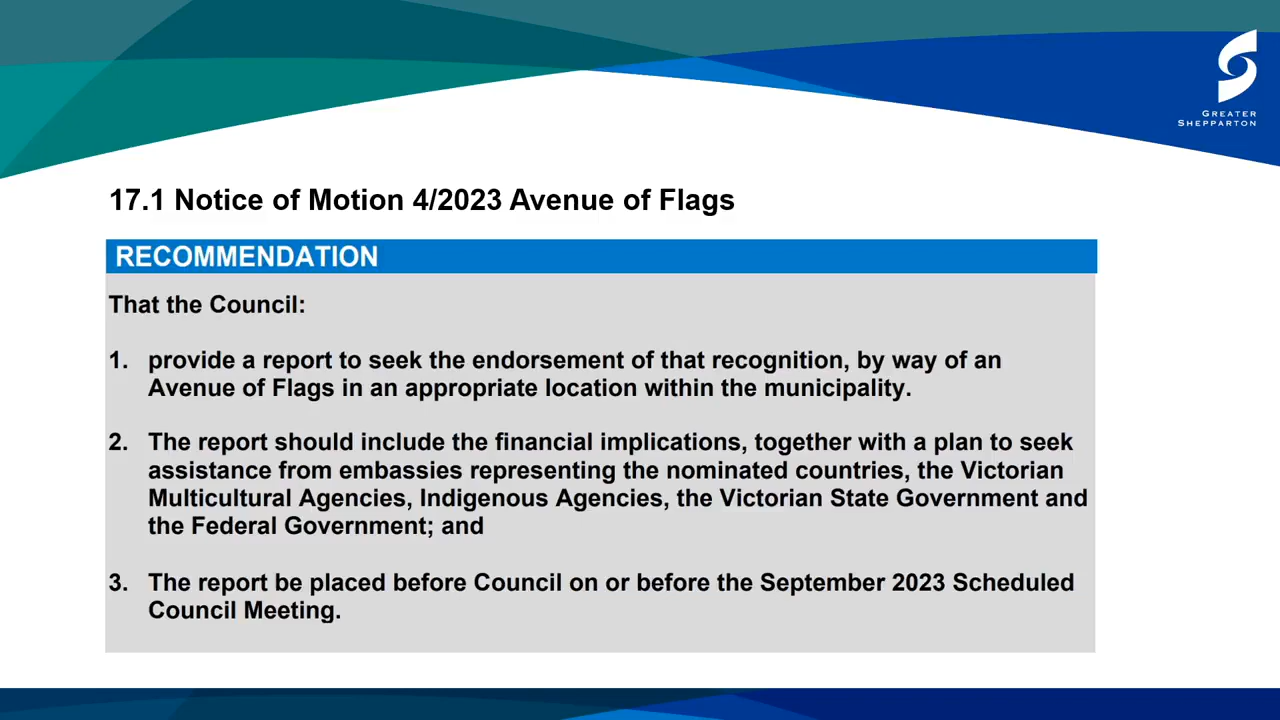 GREATER
SHEPPARTON
17.1 Notice of Motion 4/2023 Avenue of Flags
RECOMMENDATION
That the Council:
1. provide a report to seek the endorsement of that recognition, by way of an
Avenue of Flags in an appropriate location within the municipality.
2. The report should include the financial implications, together with a plan to seek
assistance from embassies representing the nominated countries, the Victorian
Multicultural Agencies, Indigenous Agencies, the Victorian State Government and
the Federal Government; and
3. The report be placed before Council on or before the September 2023 Scheduled
Council Meeting.